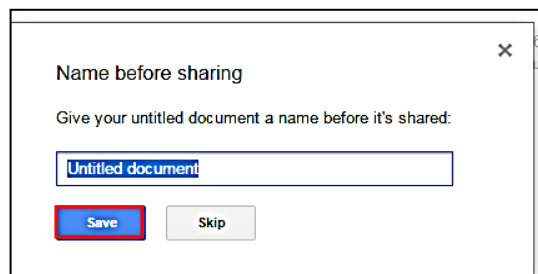 Name before sharing
Give your untitled document a name before it's shared:
Untitled document
Save
Skip